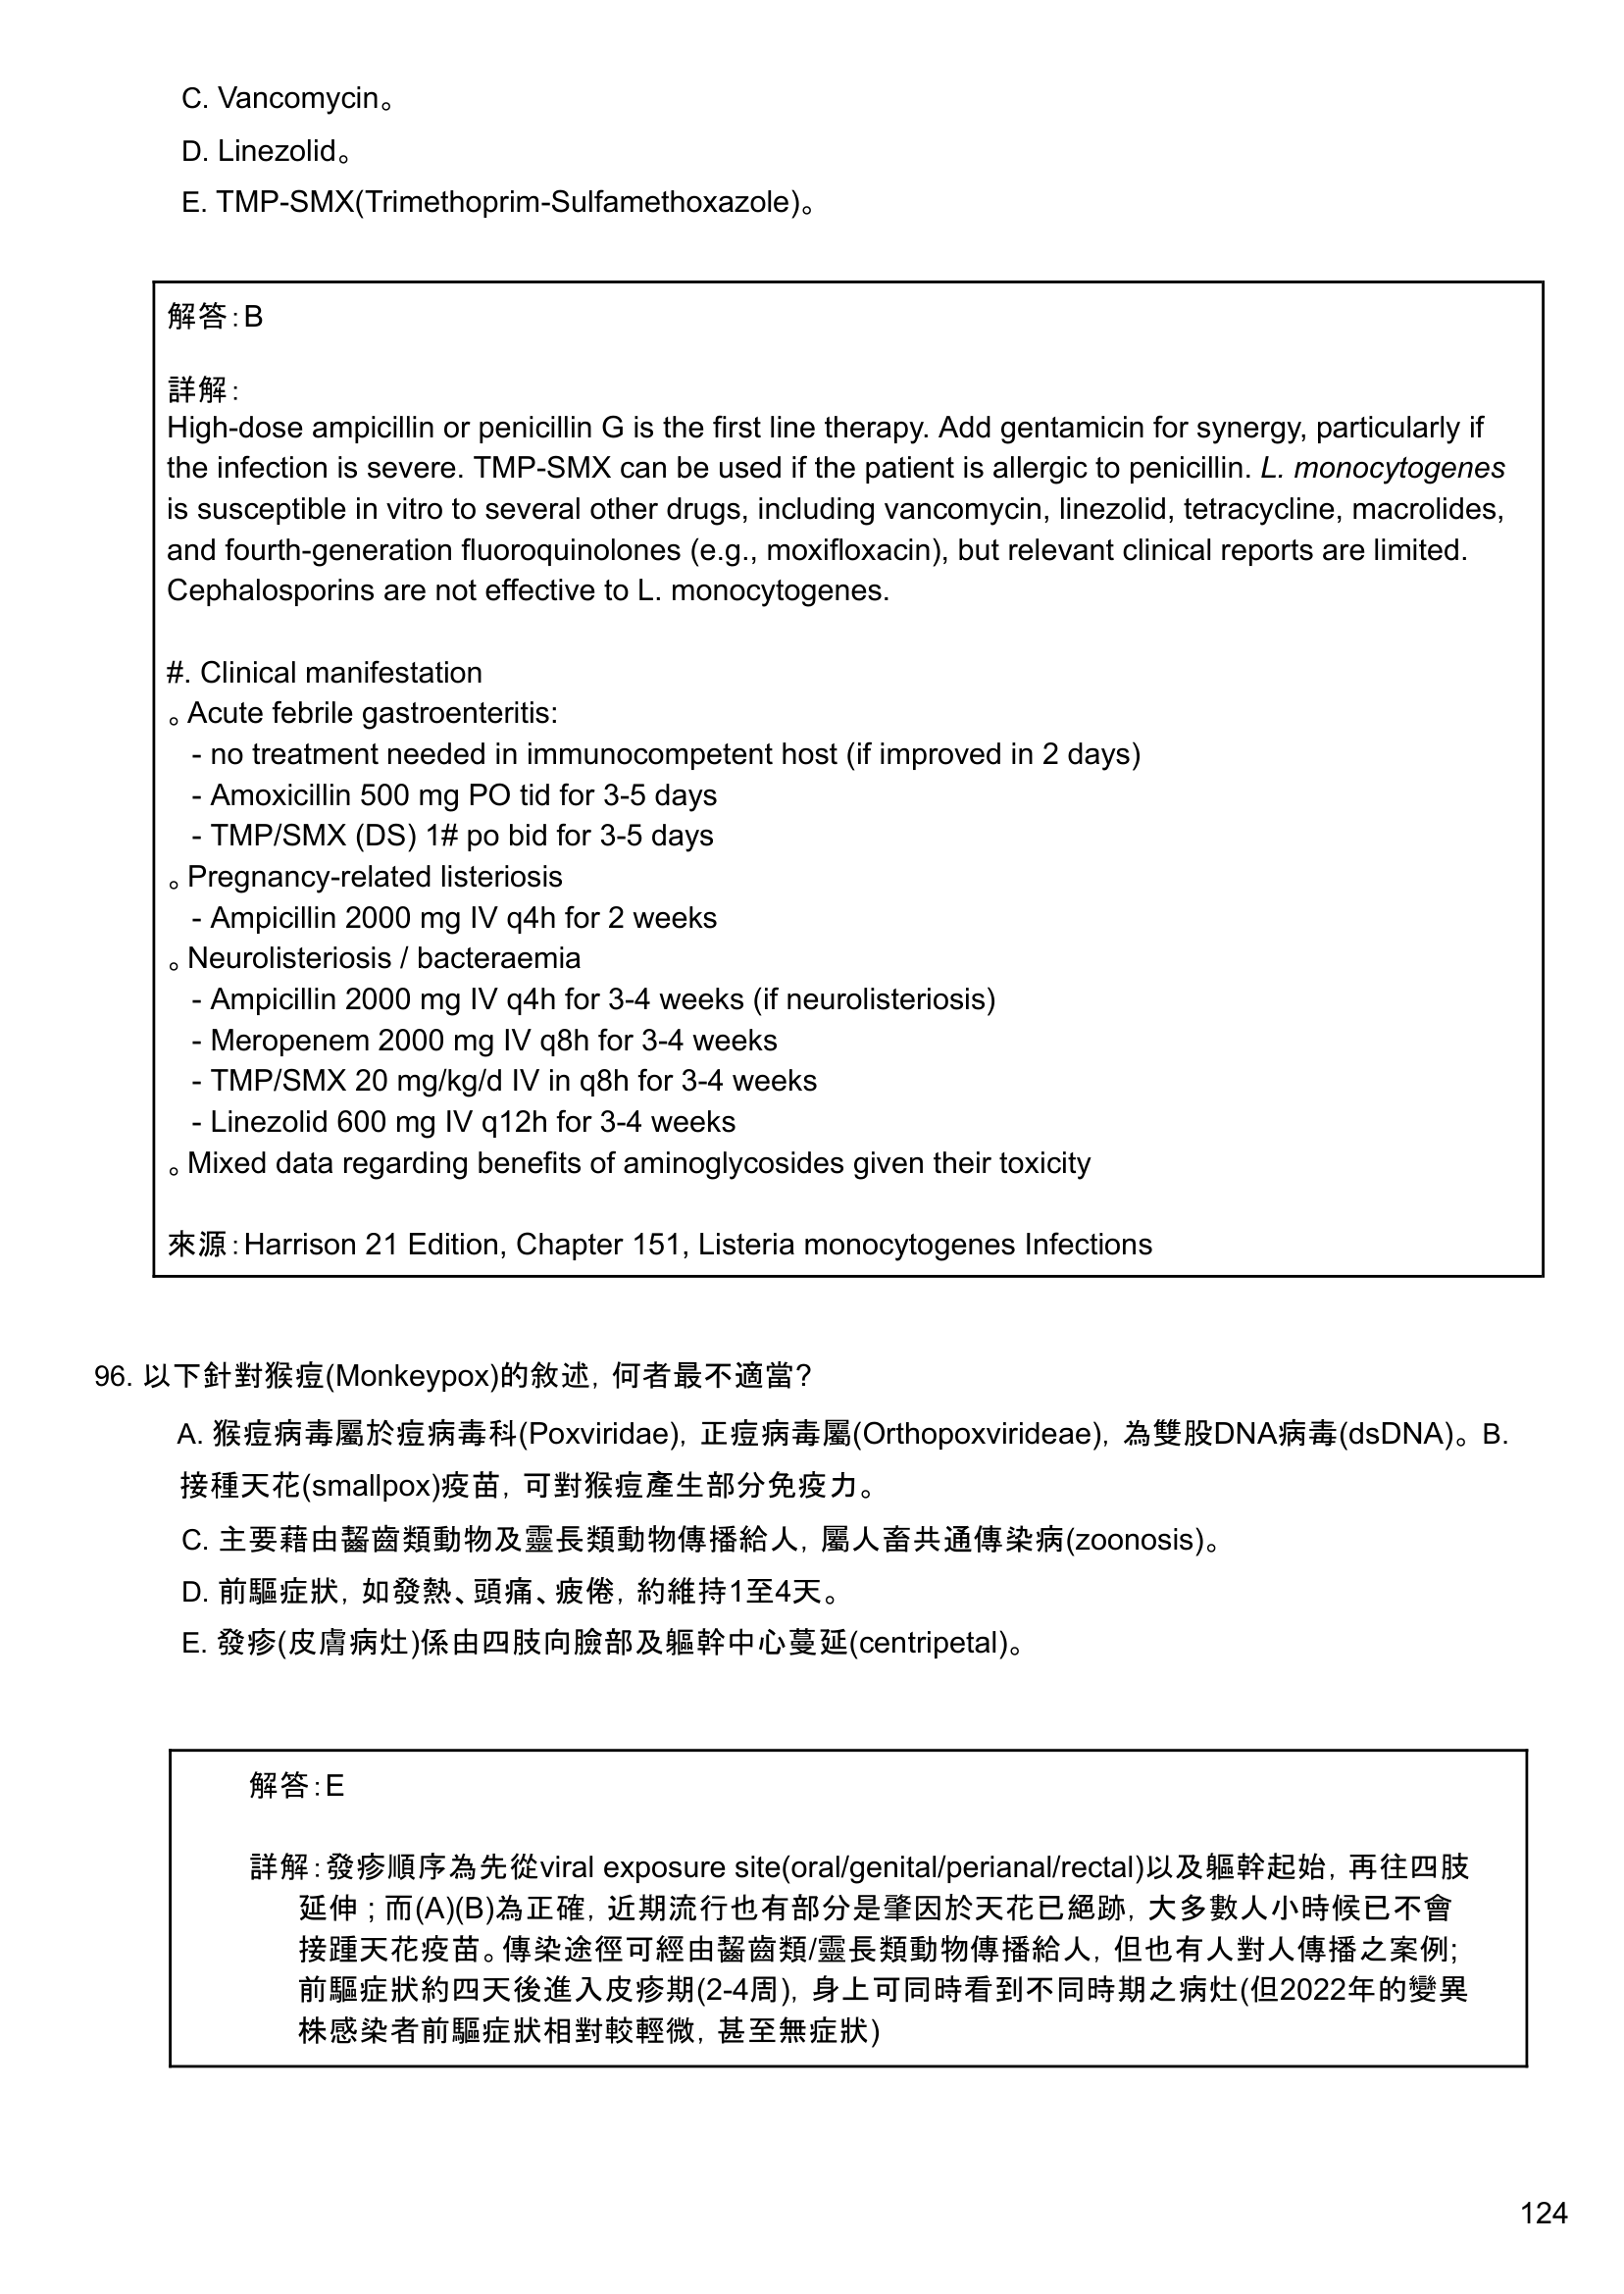 C. Vancomycin。
D. Linezolid。
E. TMP-SMX(Trimethoprim-Sulfamethoxazole)。
解答：B
詳解：
High-dose ampicillin or penicillin G is the first line therapy. Add gentamicin for synergy, particularly if
the infection is severe. TMP-SMX can be used if the patient is allergic to penicillin. L. monocytogenes
is susceptible in vitro to several other drugs, including vancomycin, linezolid, tetracycline, macrolides,
and fourth-generation fluoroquinolones (e.g., moxifloxacin), but relevant clinical reports are limited.
Cephalosporins are not effective to L. monocytogenes.
#. Clinical manifestation
。Acute febrile gastroenteritis:
- no treatment needed in immunocompetent host (if improved in 2 days)
- Amoxicillin 500 mg PO tid for 3-5 days
- TMP/SMX (DS) 1# po bid for 3-5 days
。Pregnancy-related listeriosis
- Ampicillin 2000 mg IV q4h for 2 weeks
。Neurolisteriosis / bacteraemia
- Ampicillin 2000 mg IV q4h for 3-4 weeks (if neurolisteriosis)
- Meropenem 2000 mg IV q8h for 3-4 weeks
- TMP/SMX 20 mg/kg/d IV in q8h for 3-4 weeks
- Linezolid 600 mg IV q12h for 3-4 weeks
。Mixed data regarding benefits of aminoglycosides given their toxicity
來源：Harrison 21 Edition, Chapter 151, Listeria monocytogenes Infections
96. 以下針對猴痘(Monkeypox)的敘述，何者最不適當?
A. 猴痘病毒屬於痘病毒科(Poxviridae)，正痘病毒屬(Orthopoxvirideae)，為雙股DNA病毒(dsDNA)。B.
接種天花(smallpox)疫苗，可對猴痘產生部分免疫力。
C. 主要藉由齧齒類動物及靈長類動物傳播給人，屬人畜共通傳染病(zoonosis)。
D. 前驅症狀，如發熱、頭痛、疲倦，約維持1至4天。
E. 發疹(皮膚病灶)係由四肢向臉部及軀幹中心蔓延(centripetal)。
解答：E
詳解：發疹順序為先從viral exposure site(oral/genital/perianal/rectal)以及軀幹起始，再往四肢
延伸；而(A)(B)為正確，近期流行也有部分是肇因於天花已絕跡，大多數人小時候已不會
接踵天花疫苗。傳染途徑可經由齧齒類/靈長類動物傳播給人，但也有人對人傳播之案例;
前驅症狀約四天後進入皮疹期(2-4周)，身上可同時看到不同時期之病灶(但2022年的變異
株感染者前驅症狀相對較輕微，甚至無症狀)
124